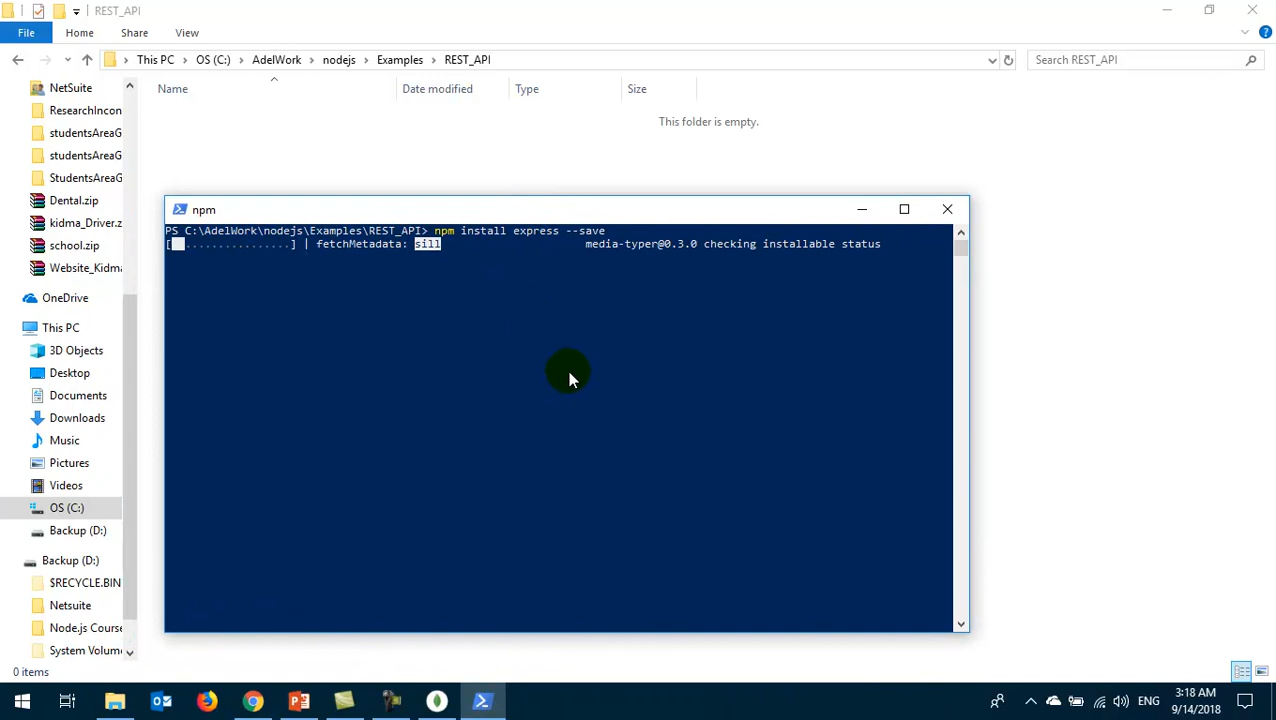 REST_API
File
Home
Share
View
This PC
OS (C:)
AdelWork
nodejs
Examples
REST_API
Search REST_API
Name
Date modified
Type
Size
This folder is empty.
NetSuite
ResearchIncon
studentsAreaG
studentsAreaG
StudentsAreaG
Dental.zip
kidma_Driver.z
school.zip
Website_Kidma
OneDrive
This PC
3D Objects
Desktop
Documents
Downloads
Music
Pictures
Videos
OS (C:)
Backup (D:)
Backup (D:)
$RECYCLE.BIN
Netsuite
Node.js Course
System Volume
npm
PS C:\AdelWork\nodejs\Examples\REST_API> npm install express --save
[ ................] | fetchMetadata: sill media-typer@0.3.0 checking installable status
0 items
ENG
3:18 AM
9/14/2018